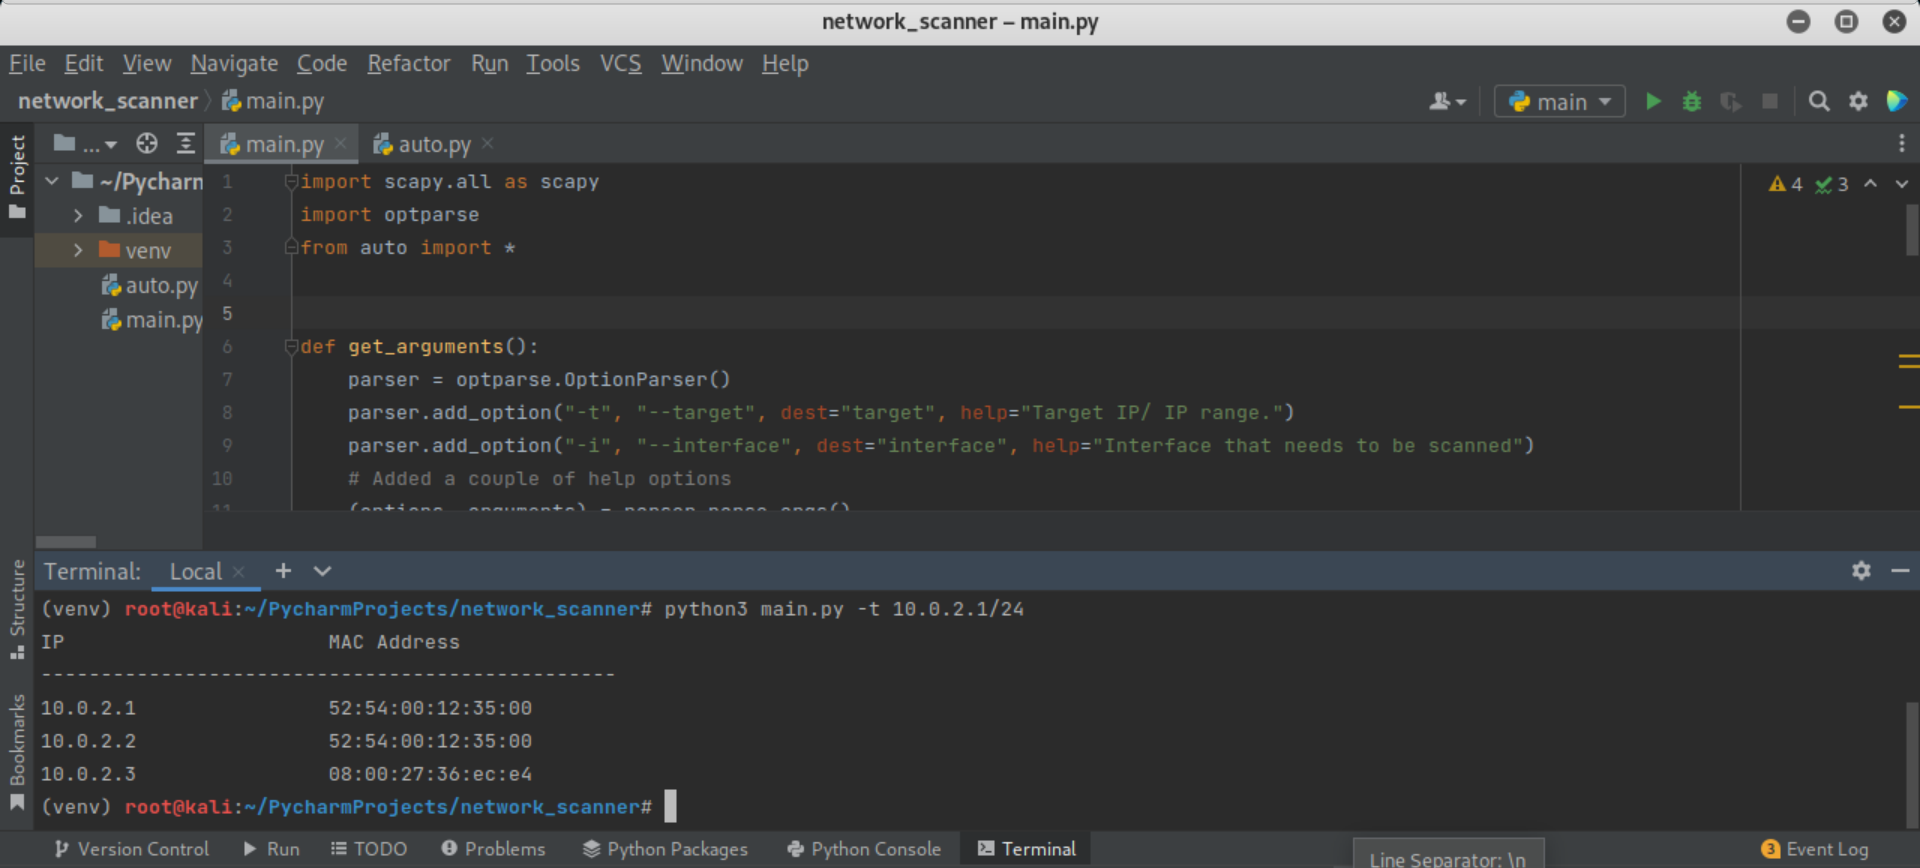 network_scanner – main.py
File Edit View Navigate Code Refactor Run Tools VCS Window Help
network_scanner main.py
main
... main.py auto.py
Project
~/Pycharm
.idea
venv
auto.py
main.py
4 3
1 import scapy.all as scapy
2 import optparse
3 from auto import *
4
5
6 def get_arguments():
7 parser = optparse.OptionParser()
8 parser.add_option("-t", "--target", dest="target", help="Target IP/ IP range.")
9 parser.add_option("-i", "--interface", dest="interface", help="Interface that needs to be scanned")
10 # Added a couple of help options
11 (options, arguments) = parser.parse_args()
Structure
Bookmarks
Terminal: Local
(venv) root@kali:~/PycharmProjects/network_scanner# python3 main.py -t 10.0.2.1/24
IP MAC Address
------------------------------------------------
10.0.2.1 52:54:00:12:35:00
10.0.2.2 52:54:00:12:35:00
10.0.2.3 08:00:27:36:ec:e4
(venv) root@kali:~/PycharmProjects/network_scanner#
Version Control Run TODO Problems Python Packages Python Console Terminal
Line Separator: \n
3 Event Log